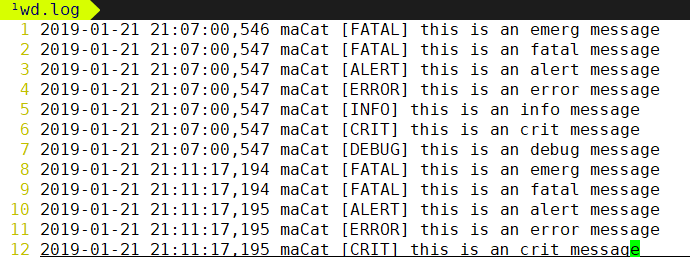 ¹wd.log
1 2019-01-21 21:07:00,546 maCat [FATAL] this is an emerg message
2 2019-01-21 21:07:00,547 maCat [FATAL] this is an fatal message
3 2019-01-21 21:07:00,547 maCat [ALERT] this is an alert message
4 2019-01-21 21:07:00,547 maCat [ERROR] this is an error message
5 2019-01-21 21:07:00,547 maCat [INFO] this is an info message
6 2019-01-21 21:07:00,547 maCat [CRIT] this is an crit message
7 2019-01-21 21:07:00,547 maCat [DEBUG] this is an debug message
8 2019-01-21 21:11:17,194 maCat [FATAL] this is an emerg message
9 2019-01-21 21:11:17,194 maCat [FATAL] this is an fatal message
10 2019-01-21 21:11:17,195 maCat [ALERT] this is an alert message
11 2019-01-21 21:11:17,195 maCat [ERROR] this is an error message
12 2019-01-21 21:11:17,195 maCat [CRIT] this is an crit message